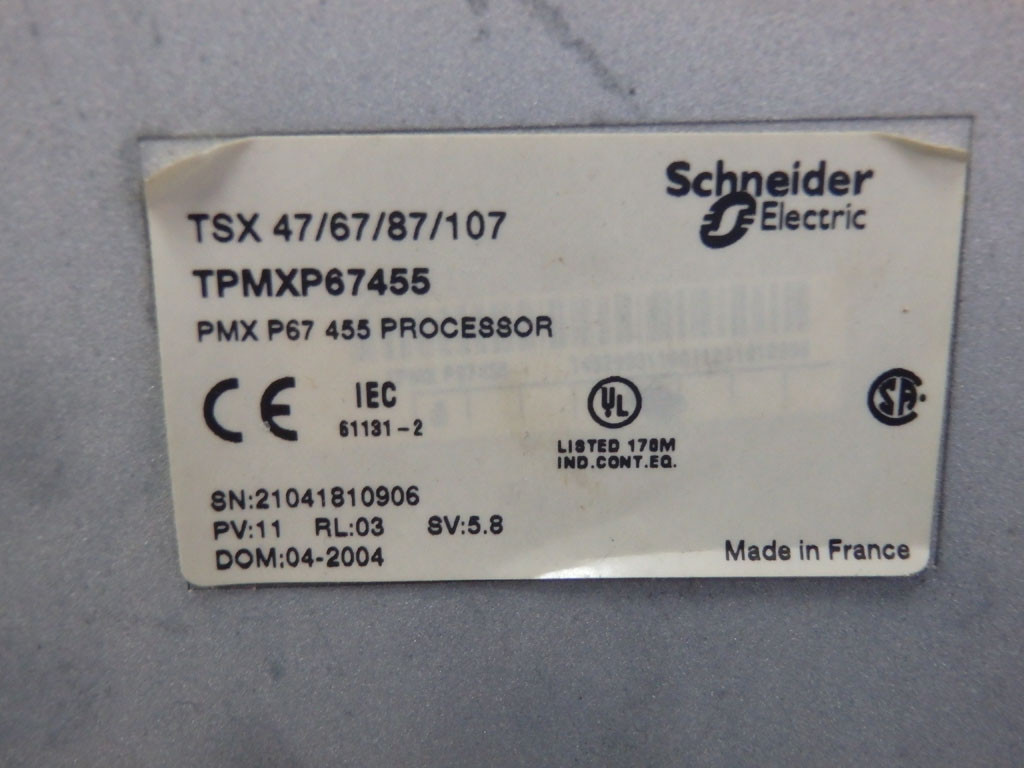 Schneider
Electric
TSX 47/67/87/107
TPMXP67455
PMX P67 455 PROCESSOR
CE
IEC
61131-2
UL
LISTED 176M
IND.CONT.EQ.
SA
SN:21041810906
PV:11 RL:03 SV:5.8
DOM:04-2004
Made in France